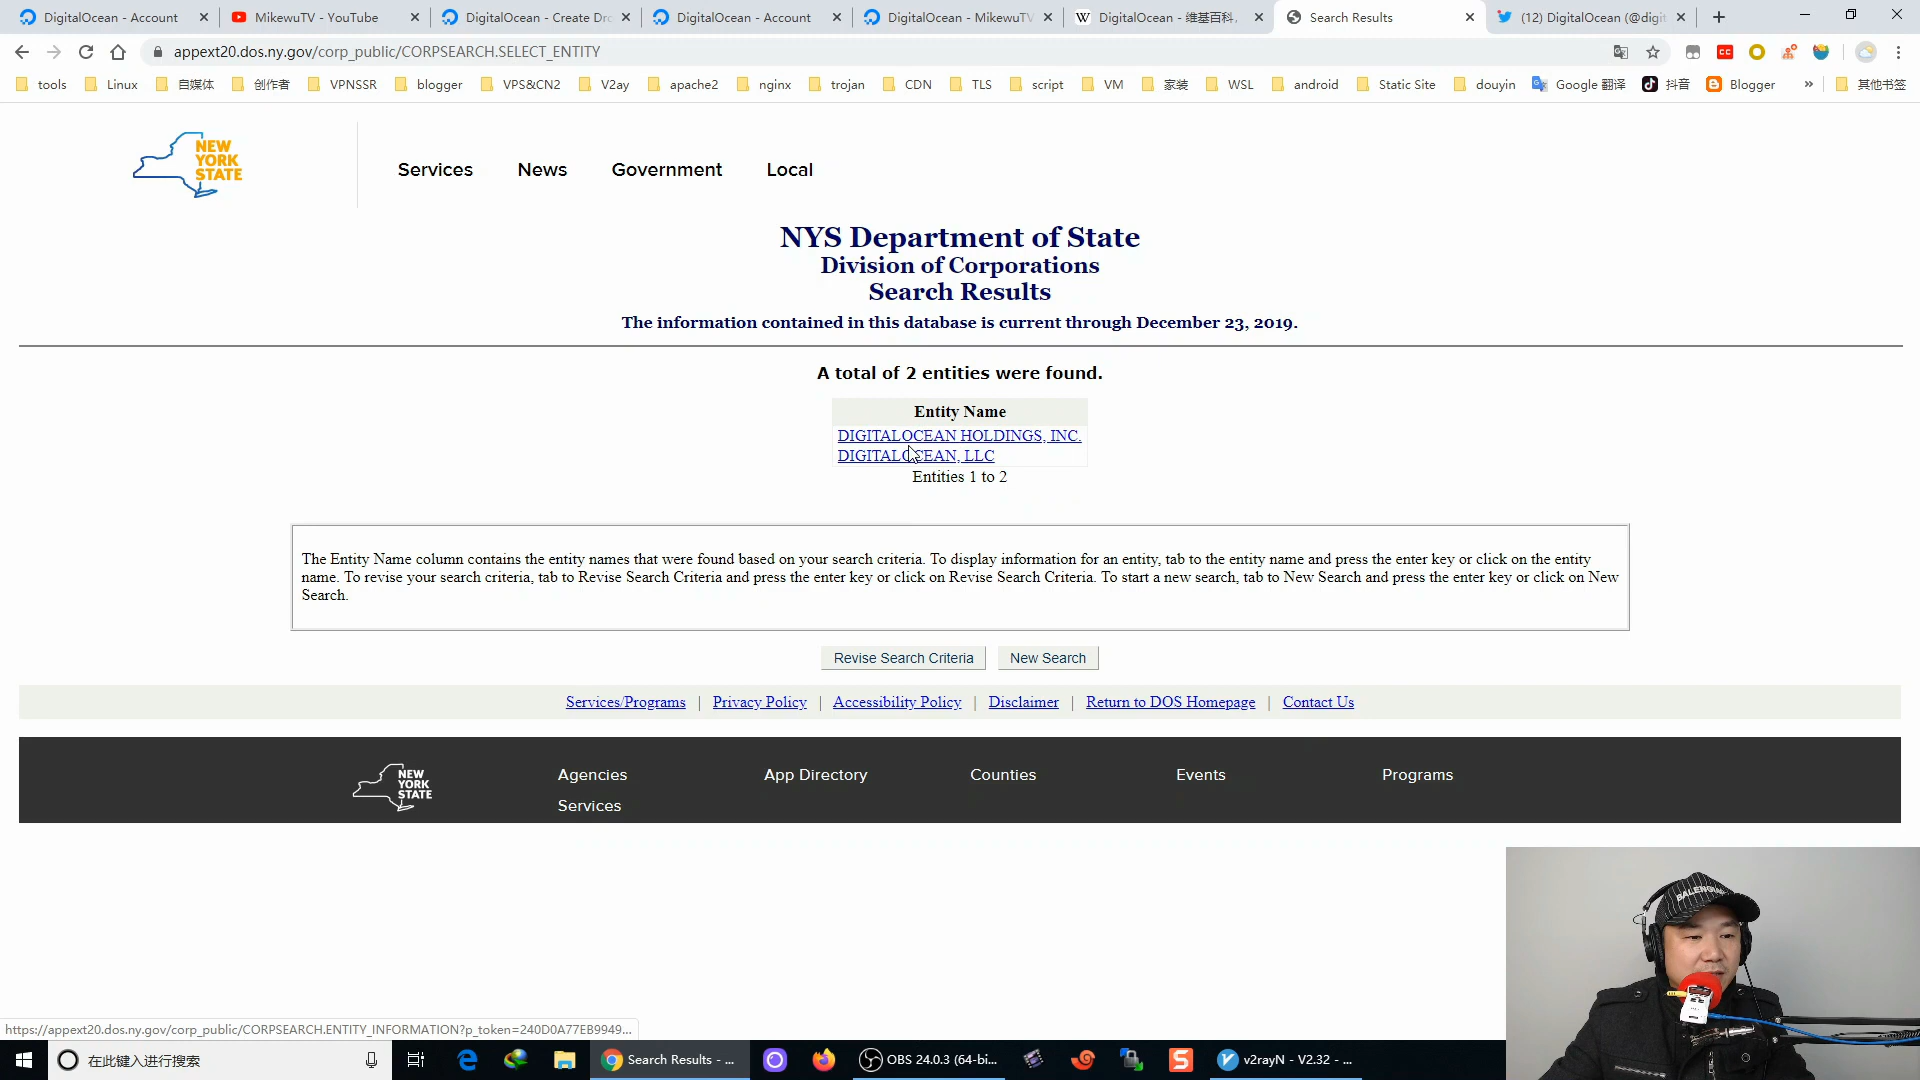 DigitalOcean - Account
MikewuTV - YouTube
DigitalOcean - Create Dro
DigitalOcean - Account
DigitalOcean - MikewuTV
DigitalOcean - 维基百科,
Search Results
(12) DigitalOcean (@digit
appext20.dos.ny.gov/corp_public/CORPSEARCH.SELECT_ENTITY
tools
Linux
自媒体
创作者
VPNSSR
blogger
VPS&CN2
V2ay
apache2
nginx
trojan
CDN
TLS
script
VM
家装
WSL
android
Static Site
douyin
Google 翻译
抖音
Blogger
»
其他书签
NEW
YORK
STATE
Services
News
Government
Local
NYS Department of State
Division of Corporations
Search Results
The information contained in this database is current through December 23, 2019.
A total of 2 entities were found.
Entity Name
DIGITALOCEAN HOLDINGS, INC.
DIGITALOCEAN, LLC
Entities 1 to 2
The Entity Name column contains the entity names that were found based on your search criteria. To display information for an entity, tab to the entity name and press the enter key or click on the entity
name. To revise your search criteria, tab to Revise Search Criteria and press the enter key or click on Revise Search Criteria. To start a new search, tab to New Search and press the enter key or click on New
Search.
Revise Search Criteria
New Search
Services/Programs | Privacy Policy | Accessibility Policy | Disclaimer | Return to DOS Homepage | Contact Us
NEW
YORK
STATE
Agencies
App Directory
Counties
Events
Programs
Services
https://appext20.dos.ny.gov/corp_public/CORPSEARCH.ENTITY_INFORMATION?p_token=240D0A77EB9949...
在此键入进行搜索
Search Results - ...
OBS 24.0.3 (64-bi...
v2rayN - V2.32 - ...